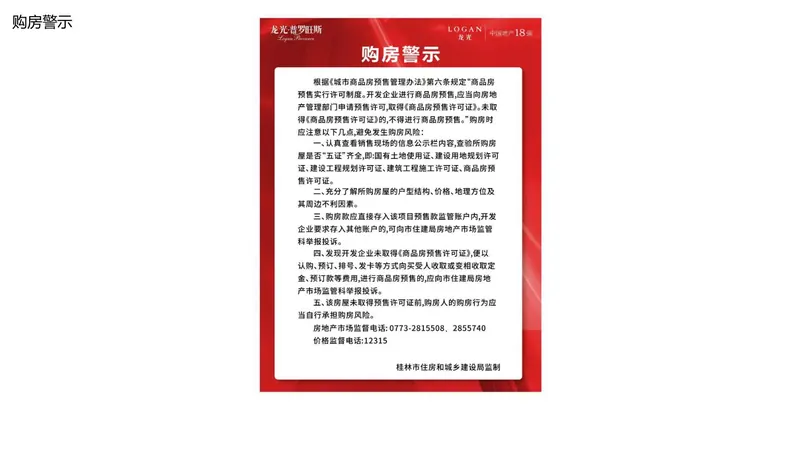 购房警示
龙光·普罗旺斯
LOGAN
龙光
中国地产18强
购房警示
根据《城市商品房预售管理办法》第六条规定“商品房
预售实行许可制度。开发企业进行商品房预售,应当向房地
产管理部门申请预售许可,取得《商品房预售许可证》。未取
得《商品房预售许可证》的,不得进行商品房预售。”购房时
应注意以下几点,避免发生购房风险:
一、认真查看销售现场的信息公示栏内容,查验所购房
屋是否“五证”齐全,即:国有土地使用证、建设用地规划许可
证、建设工程规划许可证、建筑工程施工许可证、商品房预
售许可证。
二、充分了解所购房屋的户型结构、价格、地理方位及
其周边不利因素。
三、购房款应直接存入该项目预售款监管账户内,开发
企业要求存入其他账户的,可向市住建局房地产市场监管
科举报投诉。
四、发现开发企业未取得《商品房预售许可证》,便以
认购、预订、排号、发卡等方式向买受人收取或变相收取定
金、预订款等费用,进行商品房预售的,应向市住建局房地
产市场监管科举报投诉。
五、该房屋未取得预售许可证前,购房人的购房行为应
当自行承担购房风险。
房地产市场监督电话: 0773-2815508、2855740
价格监督电话:12315
桂林市住房和城乡建设局监制